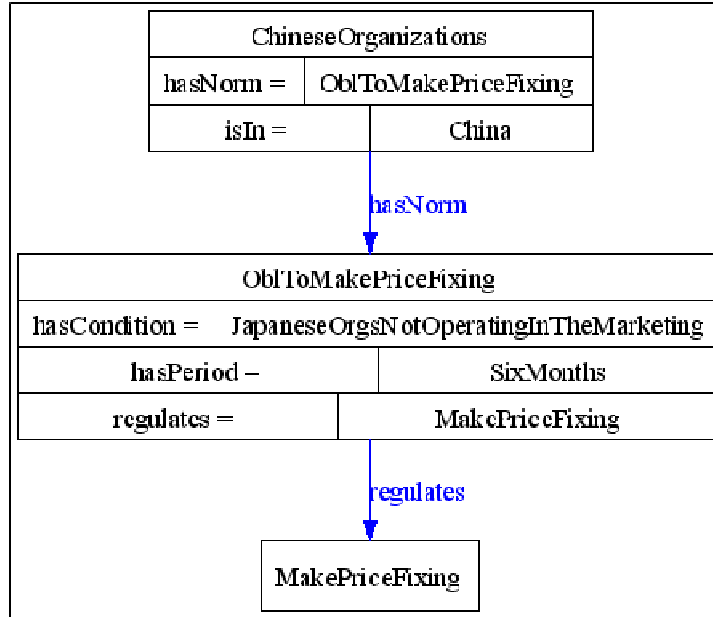 ChineseOrganizations
hasNorm = OblToMakePriceFixing
isIn = China
hasNorm
OblToMakePriceFixing
hasCondition = JapaneseOrgsNotOperatingInTheMarketing
hasPeriod = SixMonths
regulates = MakePriceFixing
regulates
MakePriceFixing